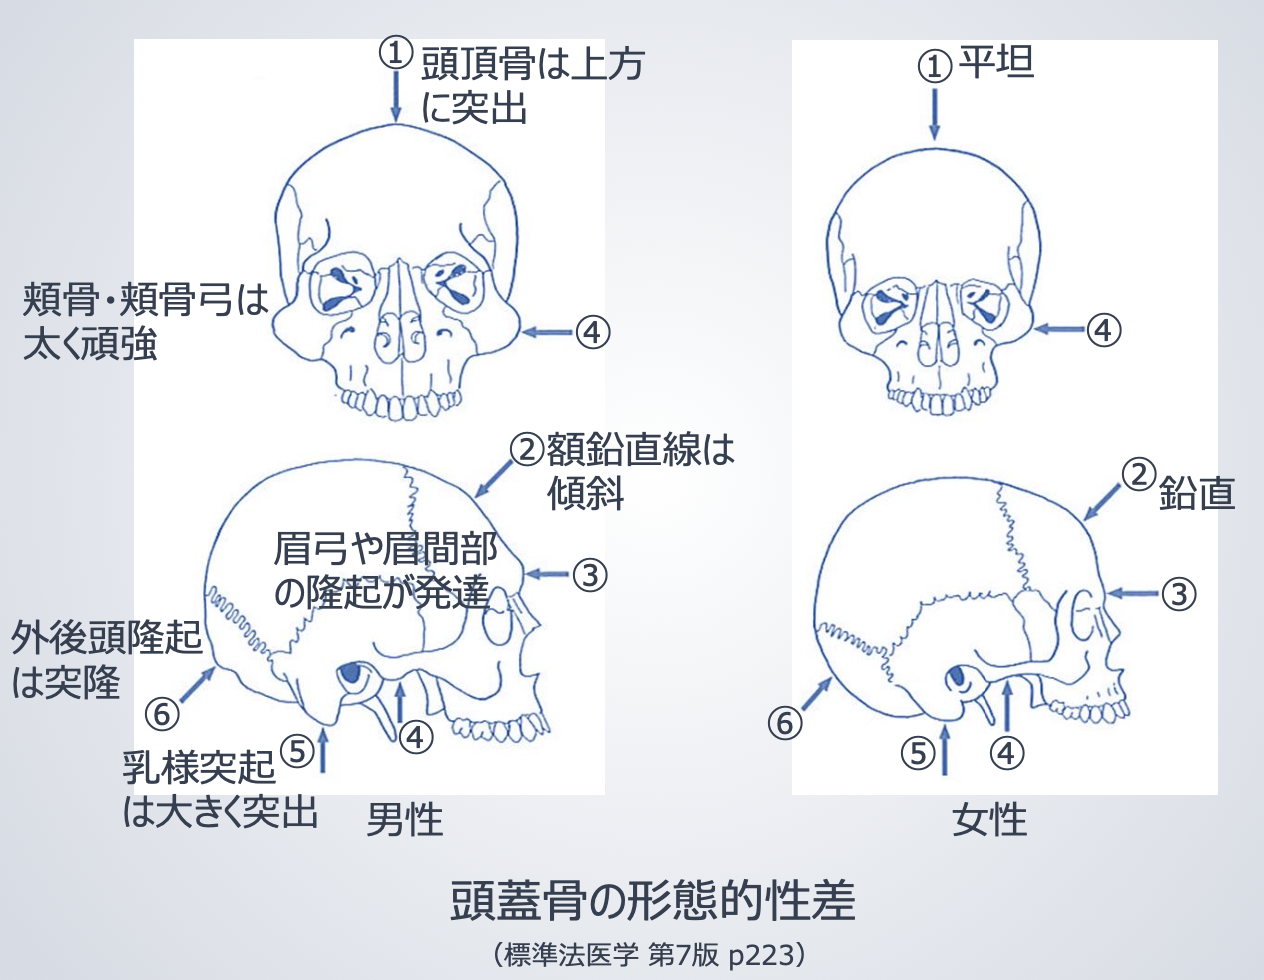 ① 頭頂骨は上方
に突出
① 平坦
頬骨・頬骨弓は
太く頑強
④
④
②額鉛直線は
傾斜
② 鉛直
眉弓や眉間部
の隆起が発達
③
③
外後頭隆起
は突隆
⑥
⑥
④
④
⑤
⑤
乳様突起
は大きく突出
男性
女性
頭蓋骨の形態的性差
（標準法医学 第7版 p223）